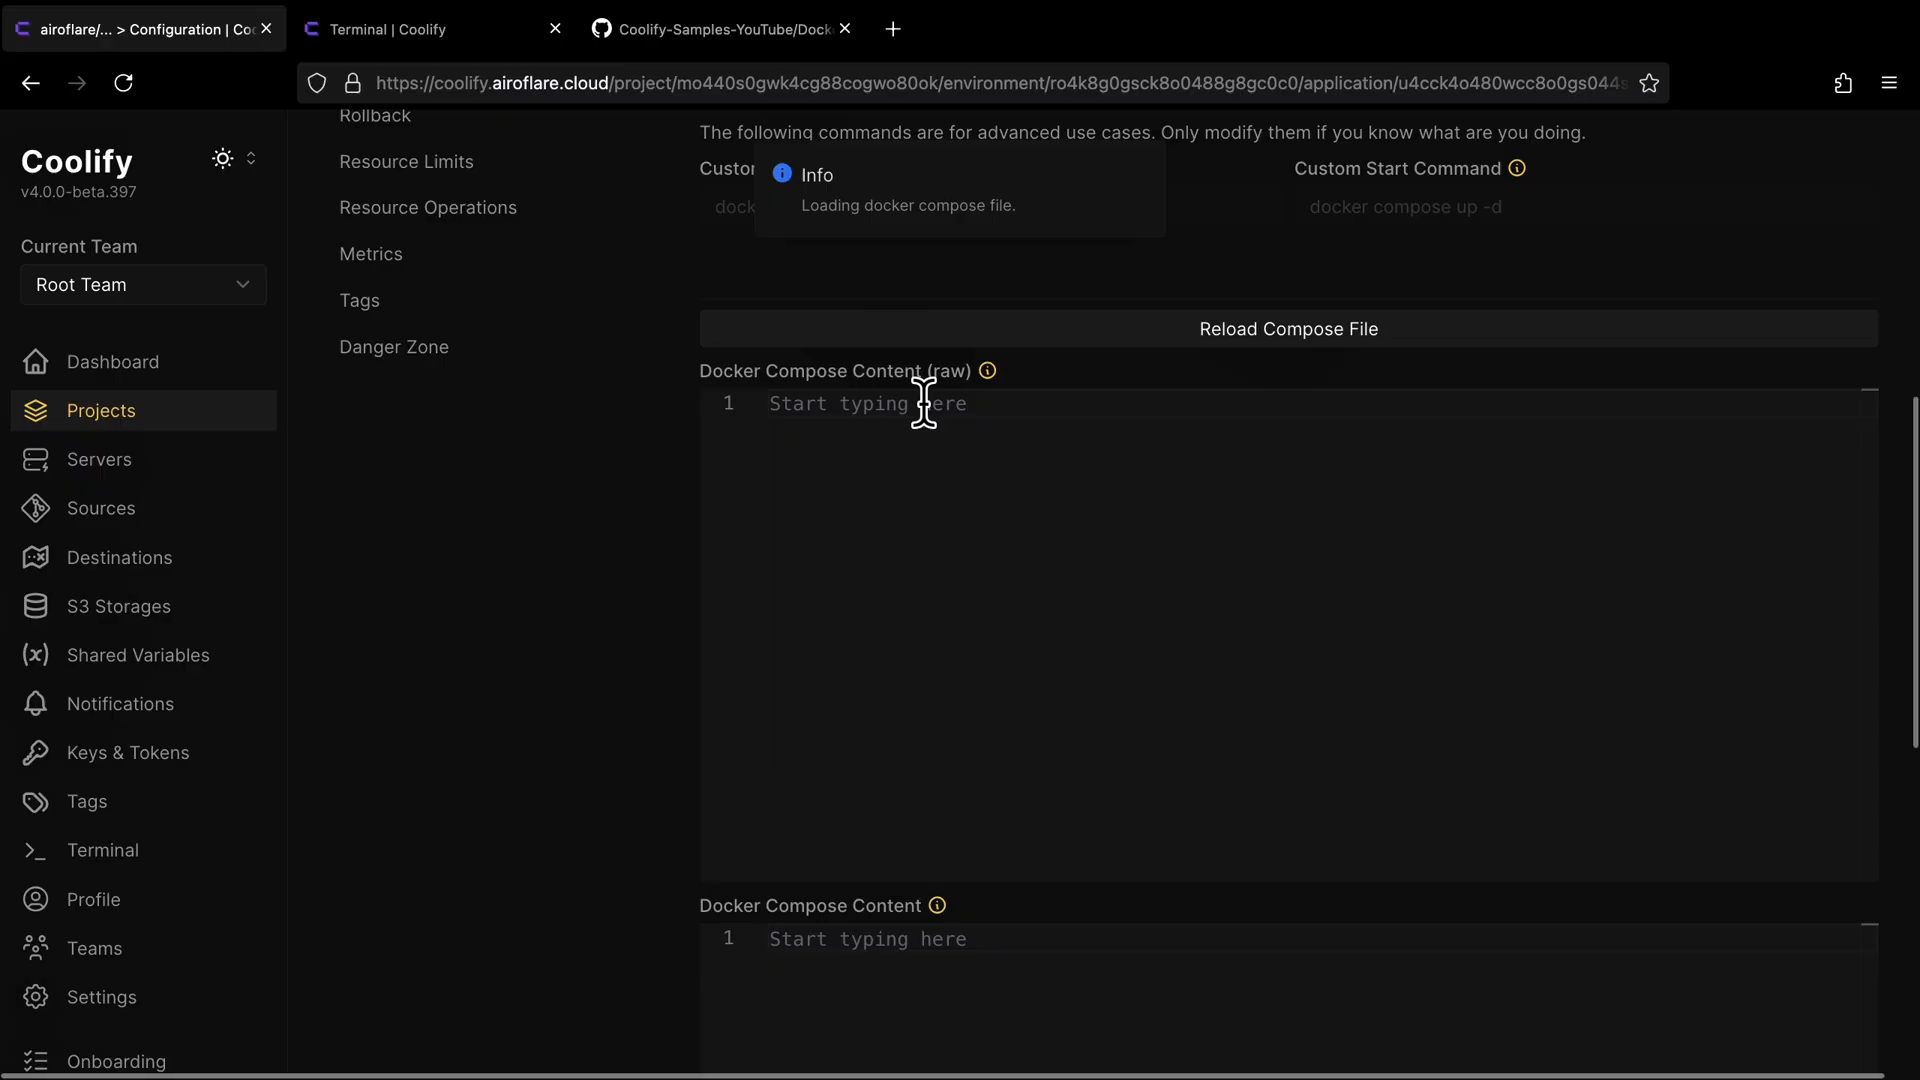 airoflare/... > Configuration | Co
Terminal | Coolify
Coolify-Samples-YouTube/Dock
https://coolify.airoflare.cloud/project/mo440s0gwk4cg88cogwo80ok/environment/ro4k8g0gsck8o0488g8gc0c0/application/u4cck4o480wcc8o0gs044s
Coolify
v4.0.0-beta.397
Current Team
Root Team
Dashboard
Projects
Servers
Sources
Destinations
S3 Storages
Shared Variables
Notifications
Keys & Tokens
Tags
Terminal
Profile
Teams
Settings
Onboarding
Rollback
Resource Limits
Resource Operations
Metrics
Tags
Danger Zone
The following commands are for advanced use cases. Only modify them if you know what are you doing.
Custo
dock
Info
Loading docker compose file.
Custom Start Command
docker compose up -d
Reload Compose File
Docker Compose Content (raw)
1 Start typing here
Docker Compose Content
1 Start typing here